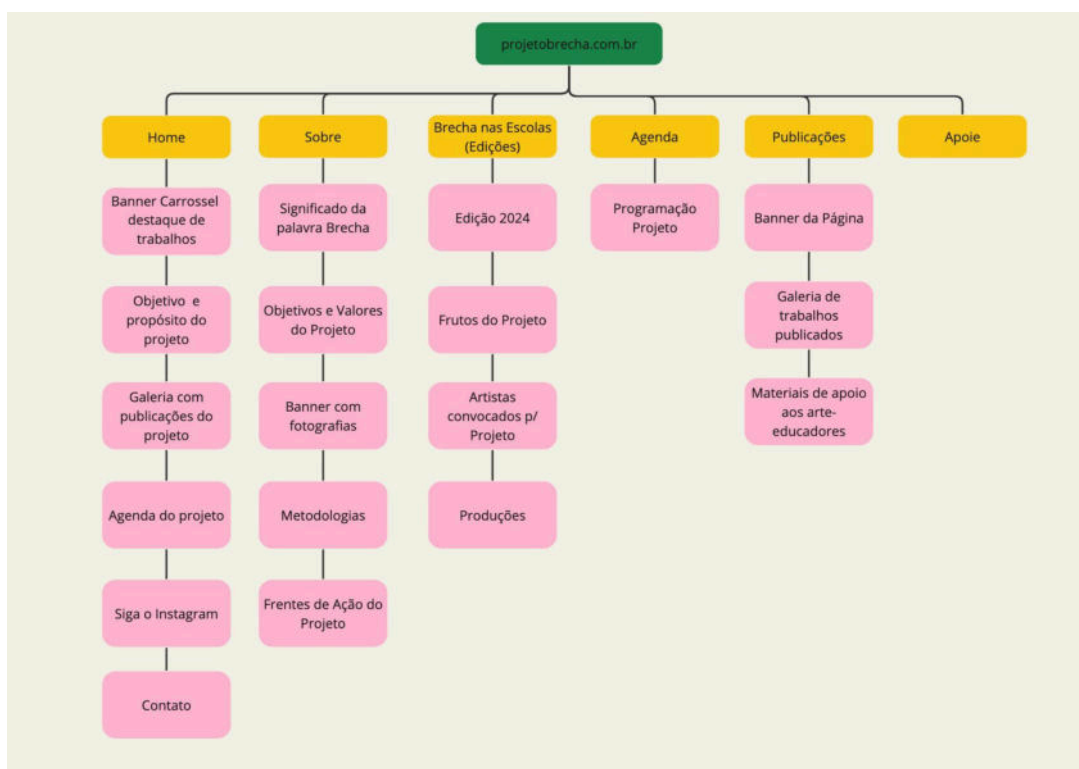 projetobrecha.com.br
Home
Sobre
Brecha nas Escolas
(Edições)
Agenda
Publicações
Apoie
Banner Carrossel
destaque de
trabalhos
Objetivo e
propósito do
projeto
Galeria com
publicações do
projeto
Agenda do projeto
Siga o Instagram
Contato
Significado da
palavra Brecha
Objetivos e Valores
do Projeto
Banner com
fotografias
Metodologias
Frentes de Ação do
Projeto
Edição 2024
Frutos do Projeto
Artistas
convocados p/
Projeto
Produções
Programação
Projeto
Banner da Página
Galeria de
trabalhos
publicados
Materiais de apoio
aos arte-
educadores